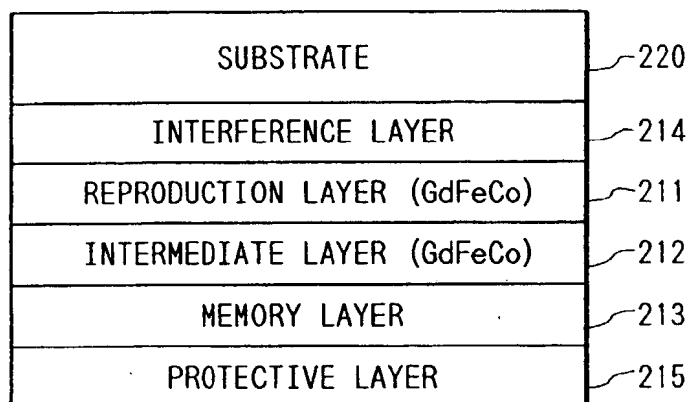 SUBSTRATE 220
INTERFERENCE LAYER 214
REPRODUCTION LAYER (GdFeCo) 211
INTERMEDIATE LAYER (GdFeCo) 212
MEMORY LAYER 213
PROTECTIVE LAYER 215